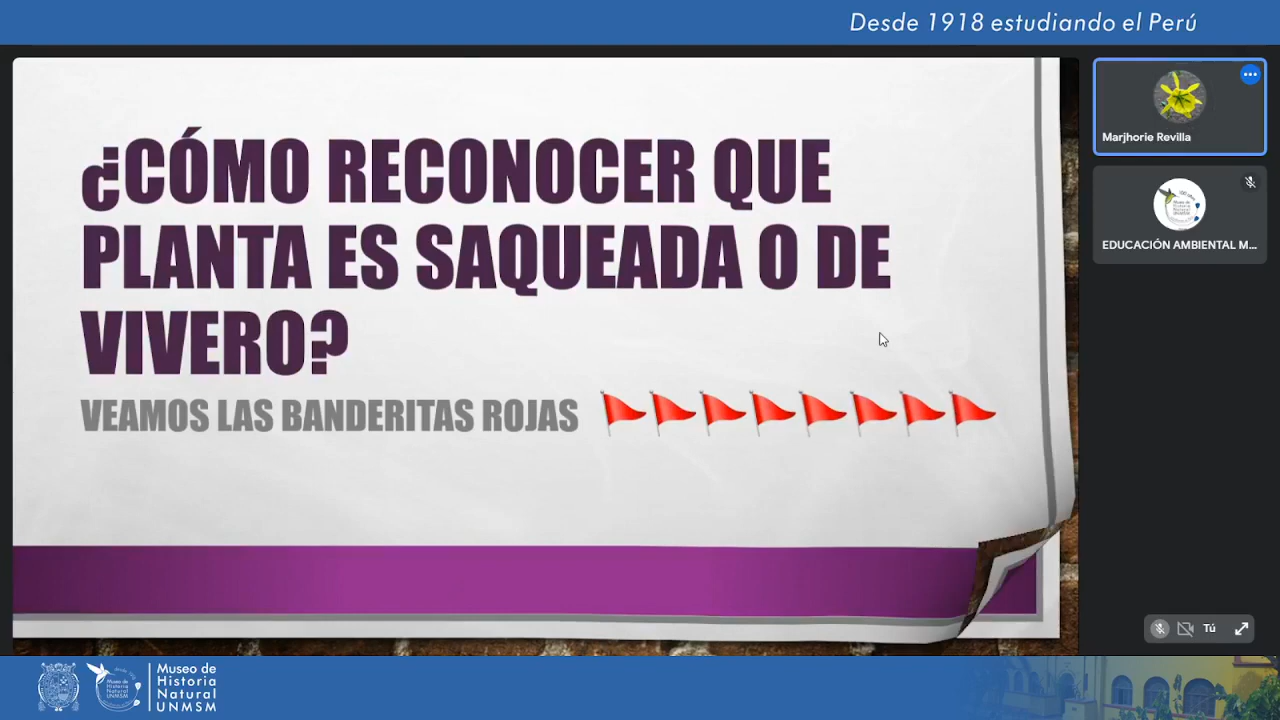 Desde 1918 estudiando el Perú
¿CÓMO RECONOCER QUE
PLANTA ES SAQUEADA O DE
VIVERO?
VEAMOS LAS BANDERITAS ROJAS
Marjhorie Revilla
EDUCACIÓN AMBIENTAL M...
Tú
Museo de
Historia
Natural
UNMSM